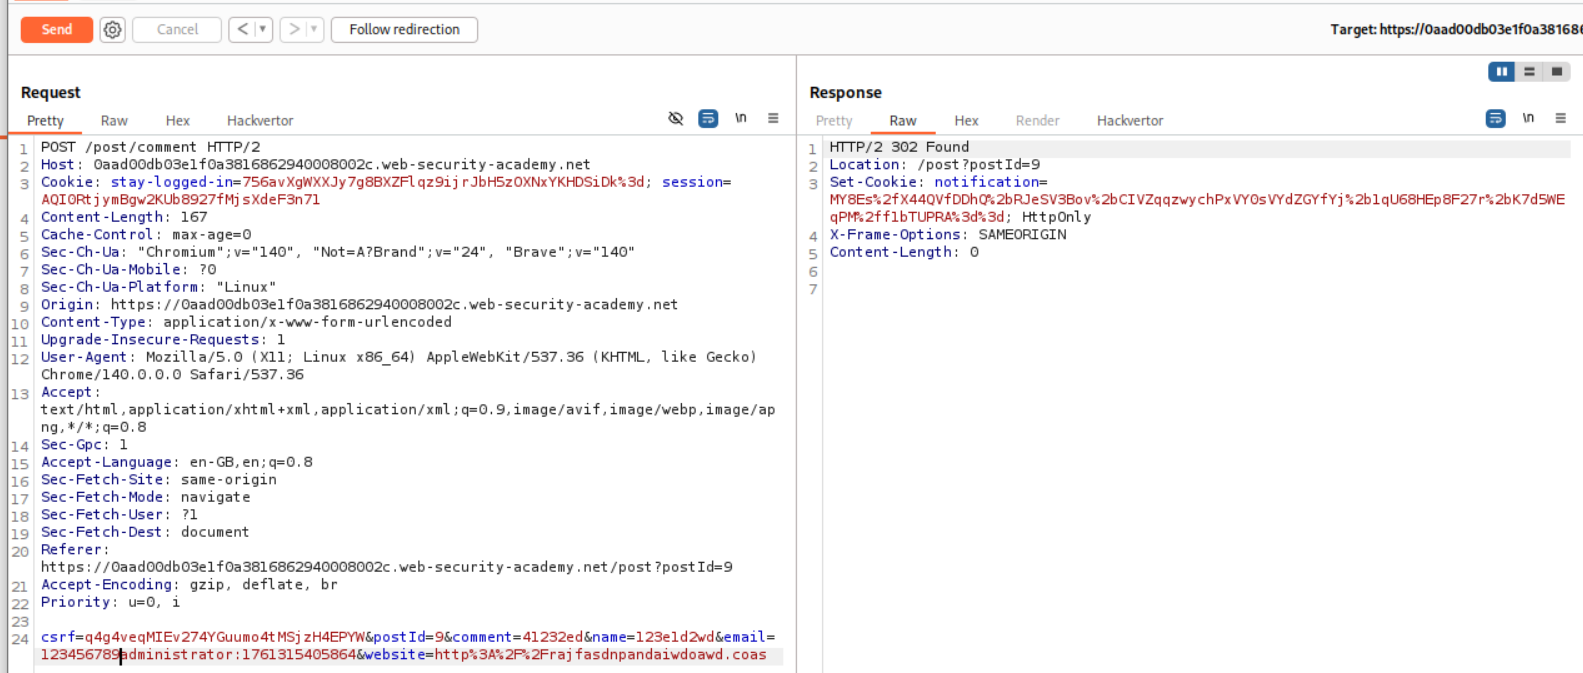 Send Cancel < > Follow redirection Target: https://0aad00db03e1f0a38168
Request
Pretty Raw Hex Hackvertor \n
1 POST /post/comment HTTP/2
2 Host: 0aad00db03e1f0a3816862940008002c.web-security-academy.net
3 Cookie: stay-logged-in=756avXgWXXJy7g8BXZFlqz9ijrJbH5zOXNxYKHDSiDk%3d; session=
AQI0RtjymBgw2KUb8927fMjsXdeF3n71
4 Content-Length: 167
5 Cache-Control: max-age=0
6 Sec-Ch-Ua: "Chromium";v="140", "Not=A?Brand";v="24", "Brave";v="140"
7 Sec-Ch-Ua-Mobile: ?0
8 Sec-Ch-Ua-Platform: "Linux"
9 Origin: https://0aad00db03e1f0a3816862940008002c.web-security-academy.net
10 Content-Type: application/x-www-form-urlencoded
11 Upgrade-Insecure-Requests: 1
12 User-Agent: Mozilla/5.0 (X11; Linux x86_64) AppleWebKit/537.36 (KHTML, like Gecko)
Chrome/140.0.0.0 Safari/537.36
13 Accept:
text/html,application/xhtml+xml,application/xml;q=0.9,image/avif,image/webp,image/ap
ng,*/*;q=0.8
14 Sec-Gpc: 1
15 Accept-Language: en-GB,en;q=0.8
16 Sec-Fetch-Site: same-origin
17 Sec-Fetch-Mode: navigate
18 Sec-Fetch-User: ?1
19 Sec-Fetch-Dest: document
20 Referer:
https://0aad00db03e1f0a3816862940008002c.web-security-academy.net/post?postId=9
21 Accept-Encoding: gzip, deflate, br
22 Priority: u=0, i
23
24 csrf=q4g4veqMIEv274YGuumo4tMSjzH4EPYW&postId=9&comment=41232ed&name=123e1d2wd&email=
123456789administrator:1761315405864&website=http%3A%2F%2Frajfasdnpandaiwdoawd.coas
Response
Pretty Raw Hex Render Hackvertor \n
1 HTTP/2 302 Found
2 Location: /post?postId=9
3 Set-Cookie: notification=
MY8Es%2fX44QVfDDhQ%2bRJeSV3Bov%2bCIVZqqzwychPxVY0sVYdZGYfYj%2b1qU68HEp8F27r%2bK7d5WE
qPM%2ff1bTUPRA%3d%3d; HttpOnly
4 X-Frame-Options: SAMEORIGIN
5 Content-Length: 0
6
7